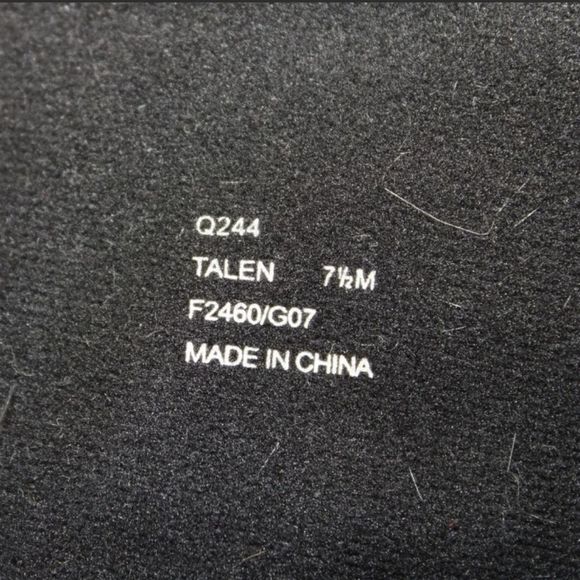 Q244
TALEN 7½M
F2460/G07
MADE IN CHINA